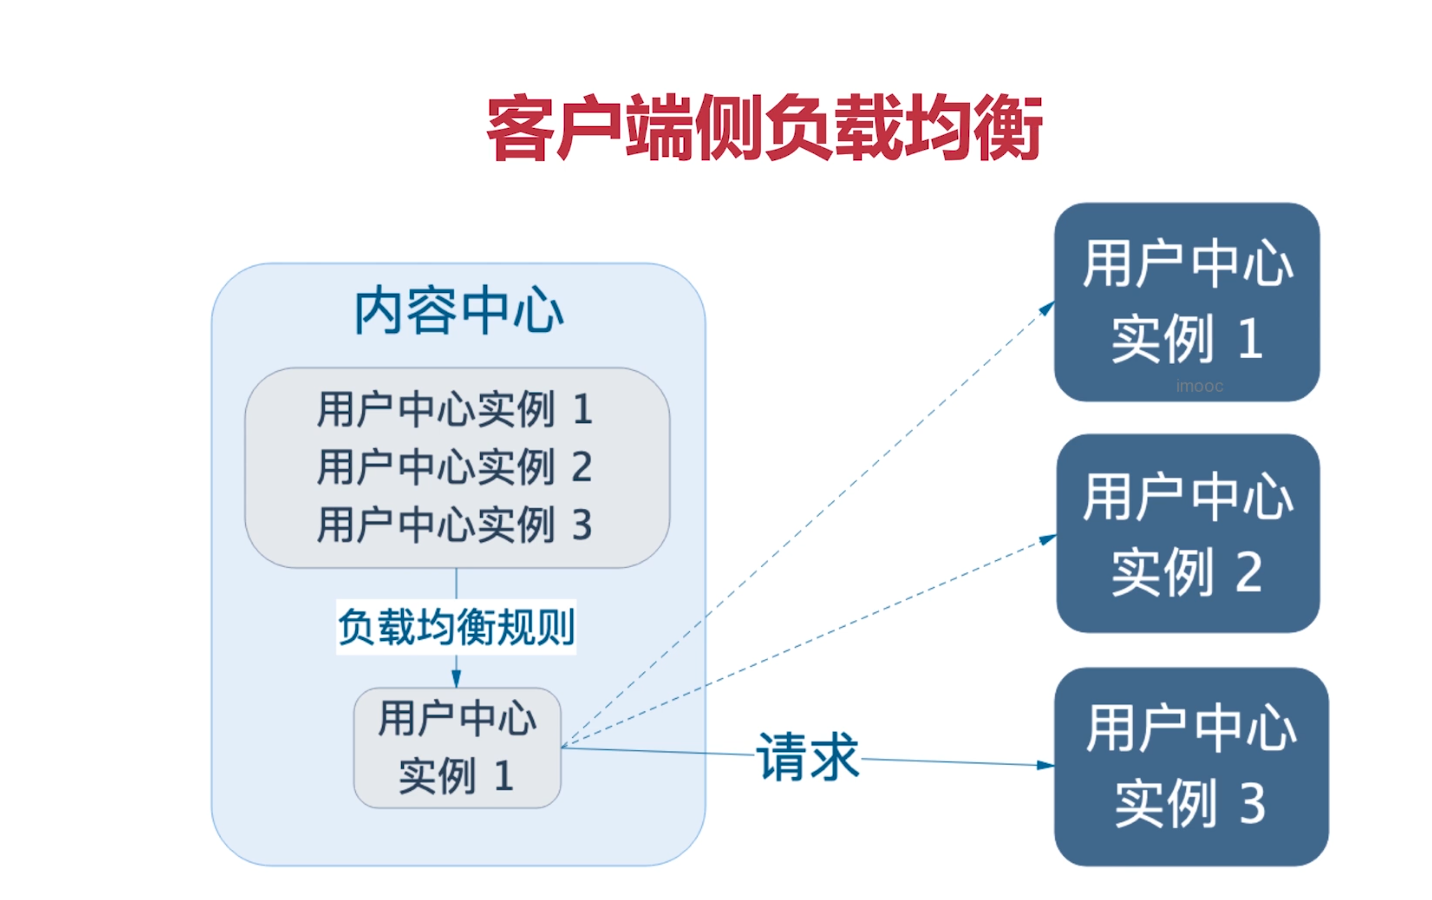 客户端侧负载均衡
内容中心
用户中心实例 1
用户中心实例 2
用户中心实例 3
负载均衡规则
用户中心
实例 1
请求
用户中心
实例 1
imooc
用户中心
实例 2
用户中心
实例 3